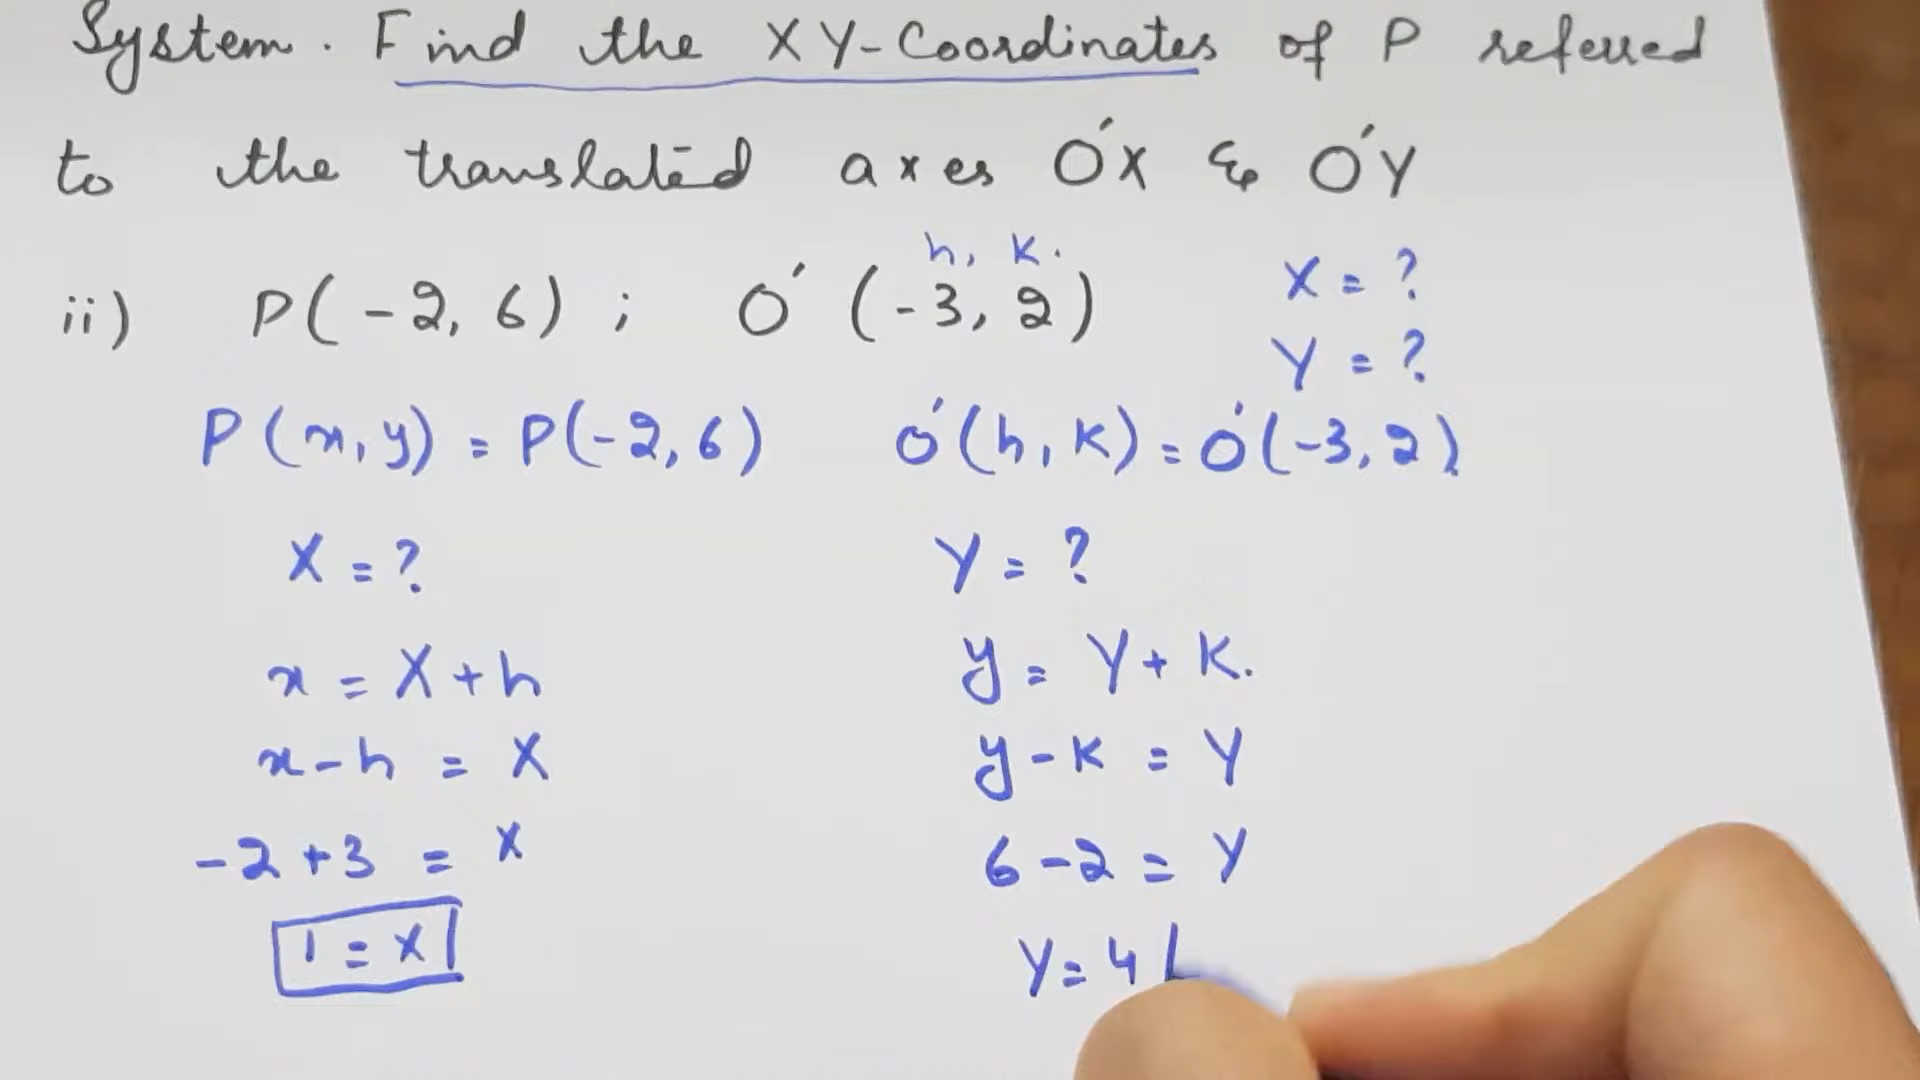 System. Find the XY-Coordinates of P referred
to the translated axes O'X & O'Y
h, k.
ii) P(-2, 6) ; O' (-3, 2)
X = ?
Y = ?
P(x, y) = P(-2, 6) O'(h, k) = O'(-3, 2)
X = ? Y = ?
x = X + h y = Y + k.
x - h = X y - k = Y
-2 + 3 = X 6 - 2 = Y
1 = X Y = 4